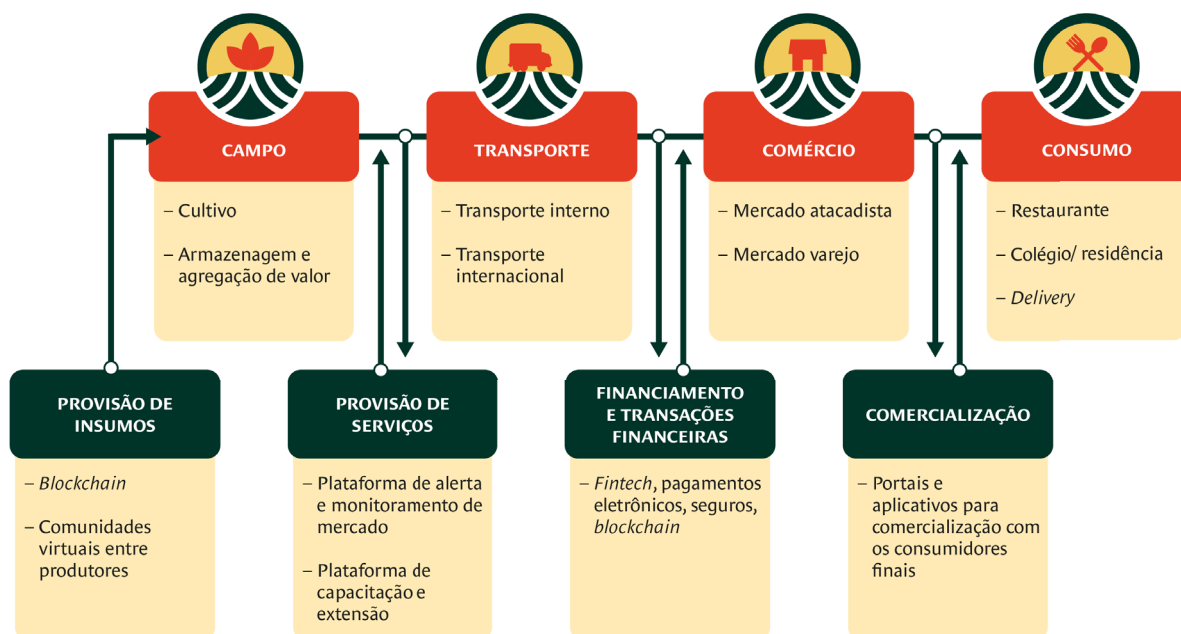 CAMPO
– Cultivo
– Armazenagem e
agregação de valor
TRANSPORTE
– Transporte interno
– Transporte
internacional
COMÉRCIO
– Mercado atacadista
– Mercado varejo
CONSUMO
– Restaurante
– Colégio/ residência
– Delivery
PROVISÃO DE
INSUMOS
– Blockchain
– Comunidades
virtuais entre
produtores
PROVISÃO DE
SERVIÇOS
– Plataforma de alerta
e monitoramento de
mercado
– Plataforma de
capacitação e
extensão
FINANCIAMENTO
E TRANSAÇÕES
FINANCEIRAS
– Fintech, pagamentos
eletrônicos, seguros,
blockchain
COMERCIALIZAÇÃO
– Portais e
aplicativos para
comercialização com
os consumidores
finais